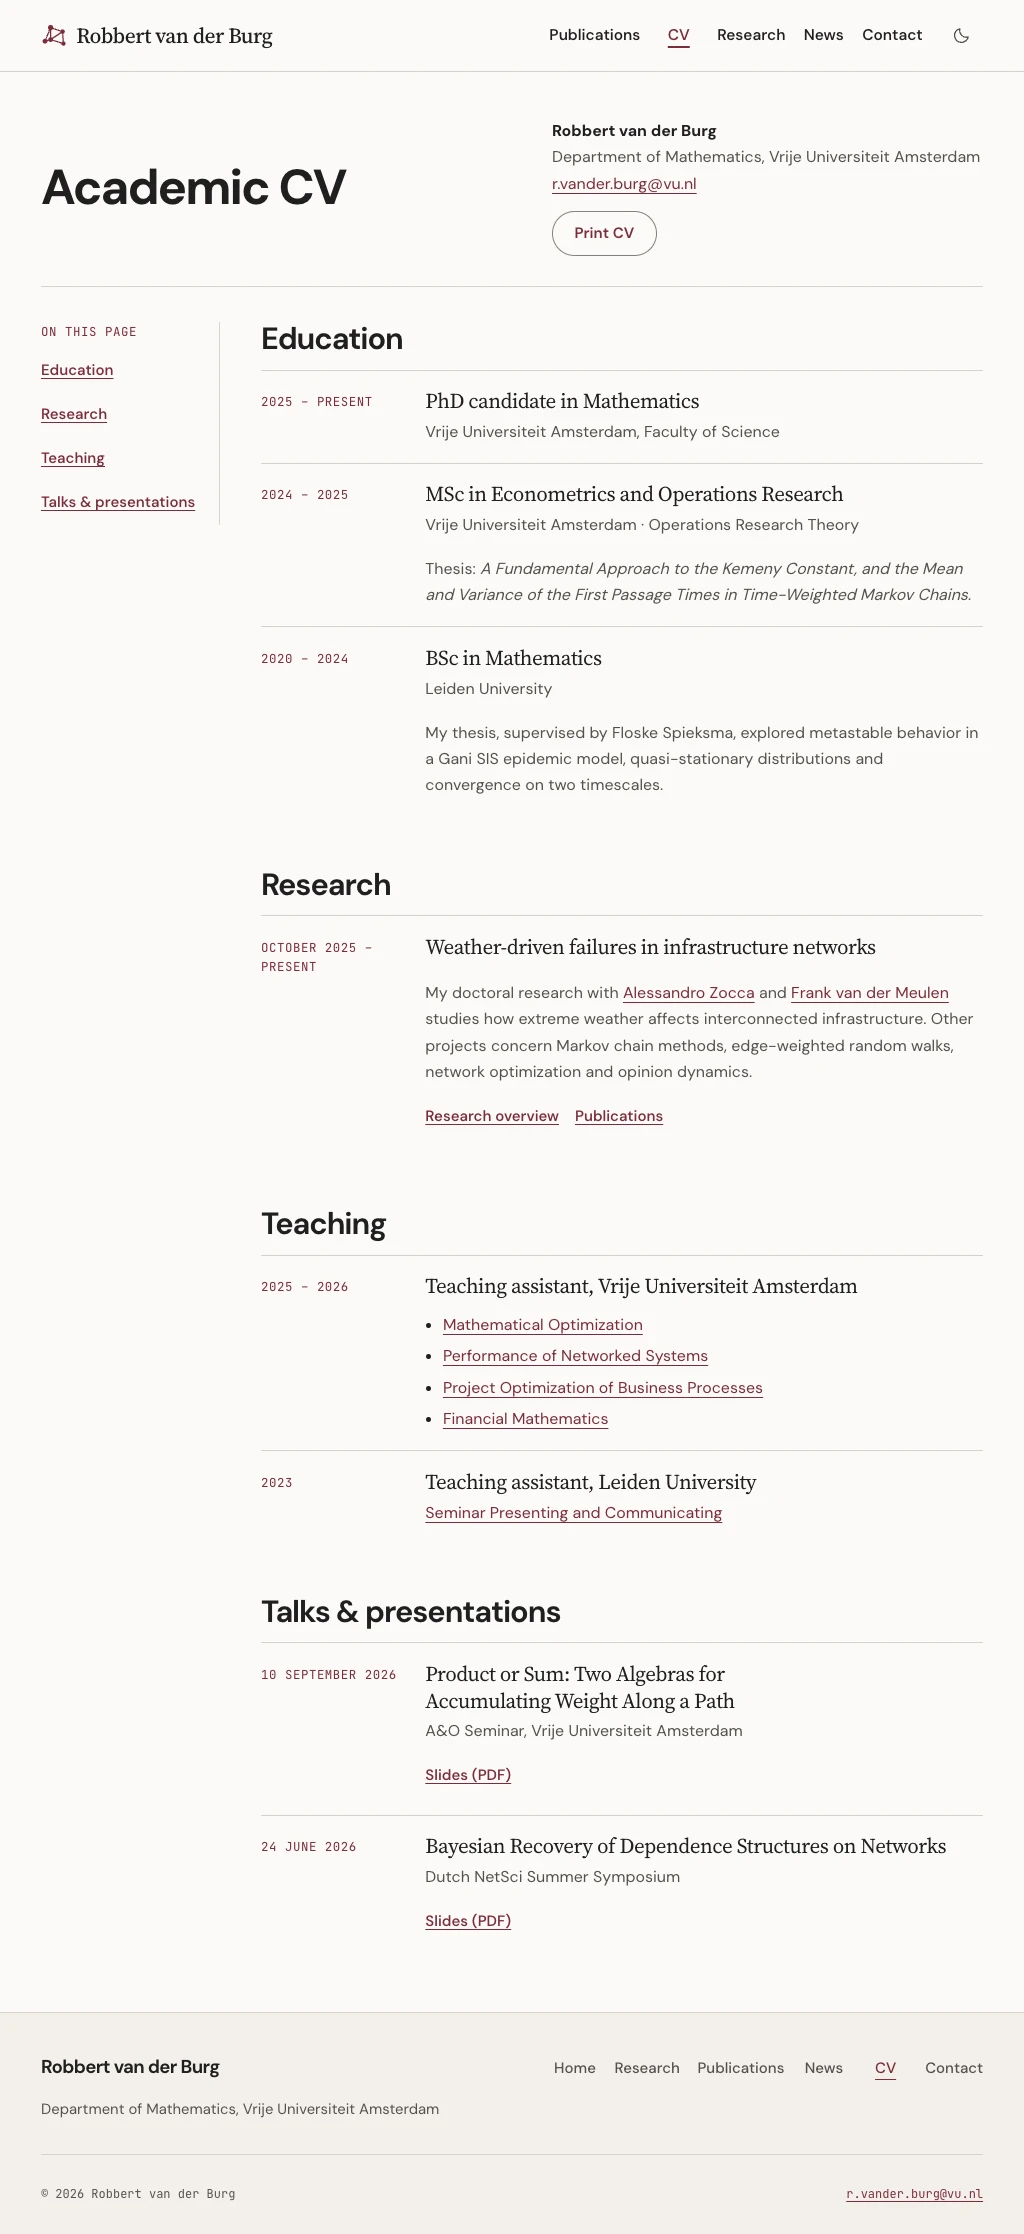 Robbert van der Burg
Publications CV Research News Contact
Academic CV
Robbert van der Burg
Department of Mathematics, Vrije Universiteit Amsterdam
r.vander.burg@vu.nl
Print CV
ON THIS PAGE
Education
Research
Teaching
Talks & presentations
Education
2025 – PRESENT
PhD candidate in Mathematics
Vrije Universiteit Amsterdam, Faculty of Science
2024 – 2025
MSc in Econometrics and Operations Research
Vrije Universiteit Amsterdam · Operations Research Theory
Thesis: A Fundamental Approach to the Kemeny Constant, and the Mean
and Variance of the First Passage Times in Time-Weighted Markov Chains.
2020 – 2024
BSc in Mathematics
Leiden University
My thesis, supervised by Floske Spieksma, explored metastable behavior in
a Gani SIS epidemic model, quasi-stationary distributions and
convergence on two timescales.
Research
OCTOBER 2025 –
PRESENT
Weather-driven failures in infrastructure networks
My doctoral research with Alessandro Zocca and Frank van der Meulen
studies how extreme weather affects interconnected infrastructure. Other
projects concern Markov chain methods, edge-weighted random walks,
network optimization and opinion dynamics.
Research overview Publications
Teaching
2025 – 2026
Teaching assistant, Vrije Universiteit Amsterdam
• Mathematical Optimization
• Performance of Networked Systems
• Project Optimization of Business Processes
• Financial Mathematics
2023
Teaching assistant, Leiden University
Seminar Presenting and Communicating
Talks & presentations
10 SEPTEMBER 2026
Product or Sum: Two Algebras for
Accumulating Weight Along a Path
A&O Seminar, Vrije Universiteit Amsterdam
Slides (PDF)
24 JUNE 2026
Bayesian Recovery of Dependence Structures on Networks
Dutch NetSci Summer Symposium
Slides (PDF)
Robbert van der Burg
Home Research Publications News CV Contact
Department of Mathematics, Vrije Universiteit Amsterdam
© 2026 Robbert van der Burg
r.vander.burg@vu.nl